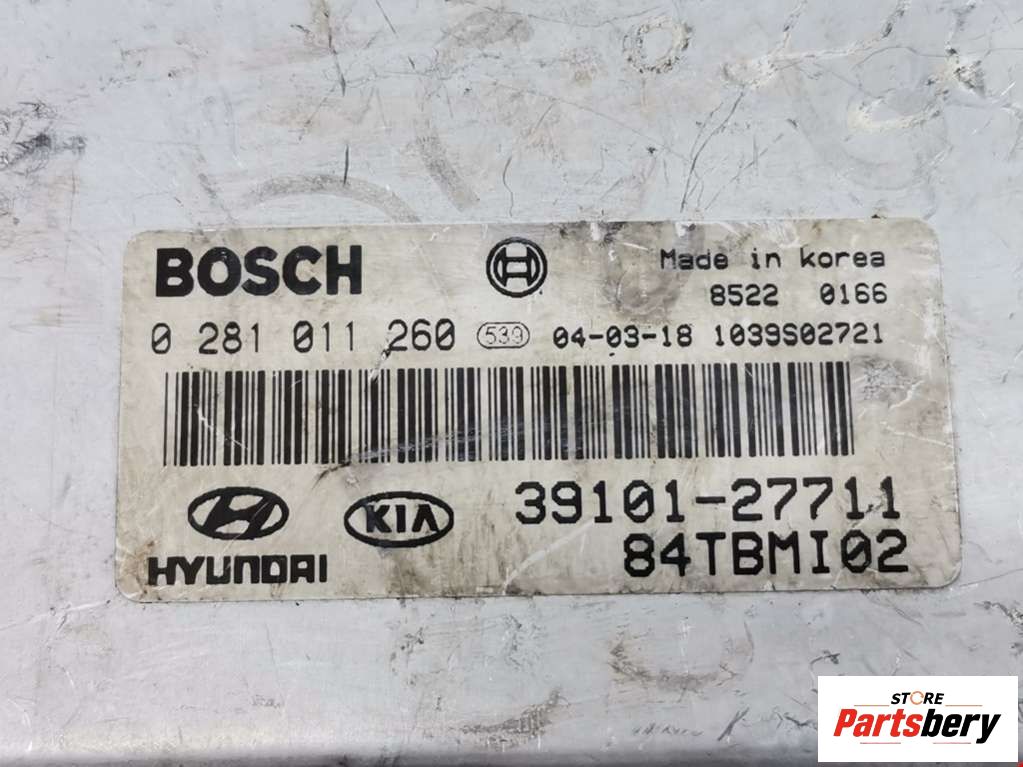 BOSCH Made in korea
8522 0166
0 281 011 260 539 04-03-18 1039S02721
39101-27711
KIA
84TBMI02
HYUNDAI
STORE
Partsbery